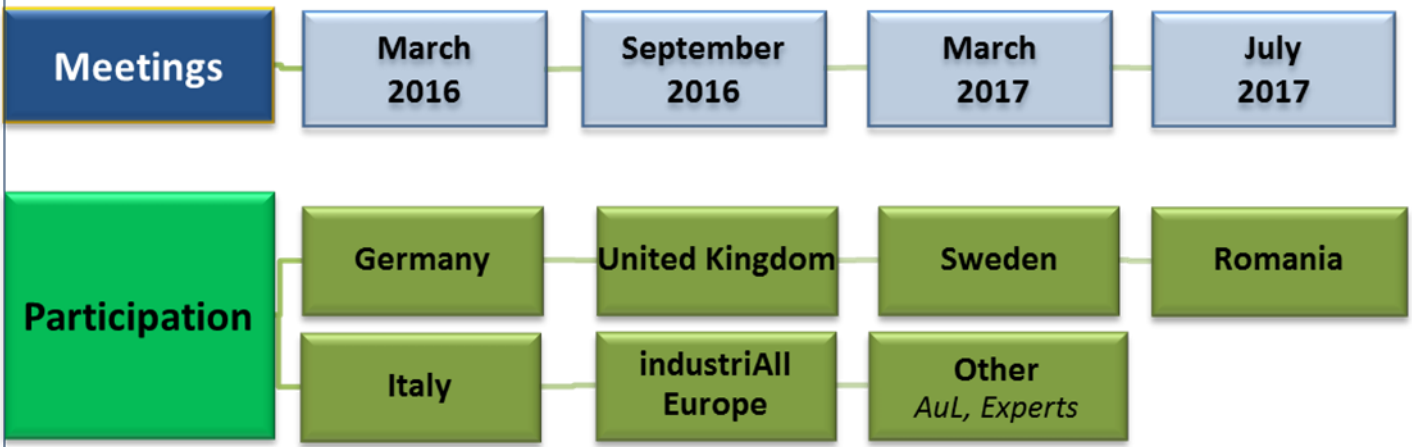 Meetings
March
2016
September
2016
March
2017
July
2017
Participation
Germany
United Kingdom
Sweden
Romania
Italy
industriAll
Europe
Other
AuL, Experts